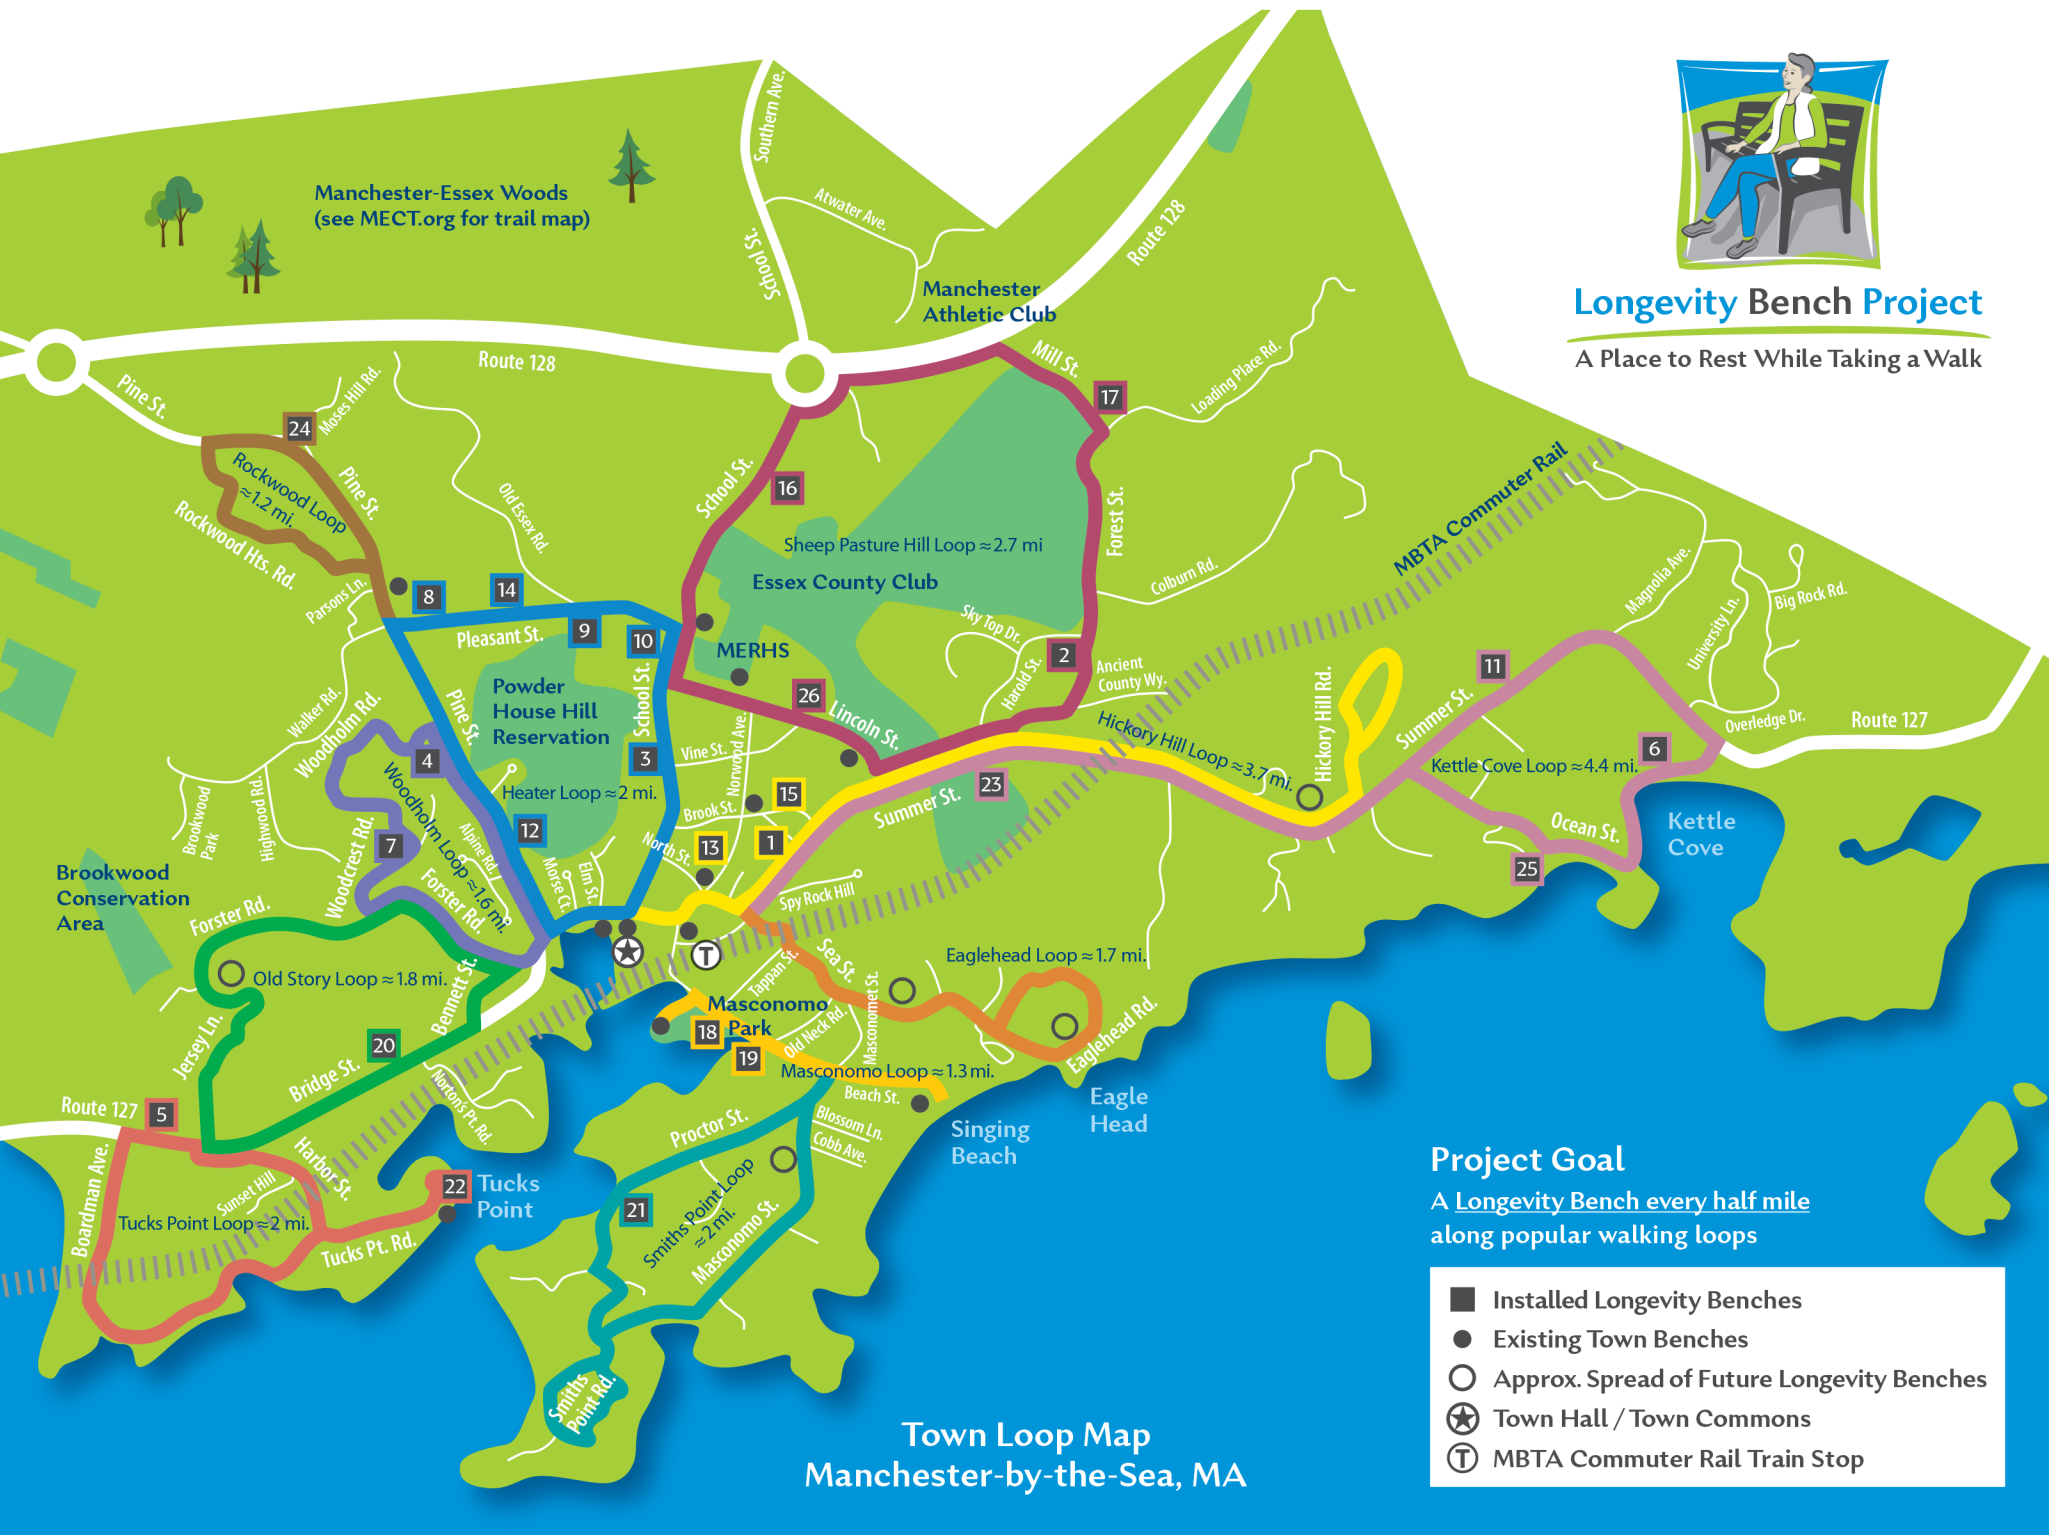 Longevity Bench Project
A Place to Rest While Taking a Walk
Manchester-Essex Woods
(see MECT.org for trail map)
Southern Ave.
Atwater Ave.
School St.
Route 128
Manchester
Athletic Club
Route 128
Pine St.
Moses Hill Rd.
Mill St.
Loading Place Rd.
17
24
Rockwood Loop
≈1.2 mi.
Pine St.
Rockwood Hts. Rd.
Old Essex Rd.
School St.
16
Sheep Pasture Hill Loop ≈2.7 mi
Essex County Club
Forest St.
Colburn Rd.
MBTA Commuter Rail
Magnolia Ave.
University Ln.
Big Rock Rd.
Parsons Ln.
8
14
Pleasant St.
9
10
MERHS
Sky Top Dr.
Harold St.
2
Ancient
County Wy.
26
Lincoln St.
Powder
House Hill
Reservation
School St.
Pine St.
Walker Rd.
Woodholm Rd.
4
3
Vine St.
Norwood Ave.
Heater Loop ≈2 mi.
Woodholm Loop ≈1.6 mi.
Hickory Hill Loop ≈3.7 mi.
Hickory Hill Rd.
Summer St.
11
Overledge Dr.
Route 127
6
Kettle Cove Loop ≈4.4 mi.
Ocean St.
25
Kettle
Cove
23
Summer St.
15
Brook St.
1
13
North St.
12
Brookwood
Park
Highwood Rd.
Woodcrest Rd.
7
Alpine Rd.
Forster Rd.
Morse Ct.
Elm St.
Spy Rock Hill
Brookwood
Conservation
Area
Forster Rd.
Old Story Loop ≈1.8 mi.
Bennett St.
T
Tappan St.
Sea St.
Eaglehead Loop ≈1.7 mi.
Eaglehead Rd.
Masconomo
Park
18
19
Old Neck Rd.
Masconomet St.
Masconomo Loop ≈1.3 mi.
Beach St.
Eagle
Head
Singing
Beach
Blossom Ln.
Cobb Ave.
Jersey Ln.
20
Bridge St.
Norton's Pt. Rd.
Route 127
5
Boardman Ave.
Harbor St.
Sunset Hill
Tucks Point Loop ≈2 mi.
Tucks Pt. Rd.
22
Tucks
Point
Proctor St.
21
Smiths Point Loop
≈2 mi.
Masconomo St.
Smiths
Point Rd.
Town Loop Map
Manchester-by-the-Sea, MA
Project Goal
A Longevity Bench every half mile
along popular walking loops
Installed Longevity Benches
Existing Town Benches
Approx. Spread of Future Longevity Benches
Town Hall / Town Commons
T MBTA Commuter Rail Train Stop